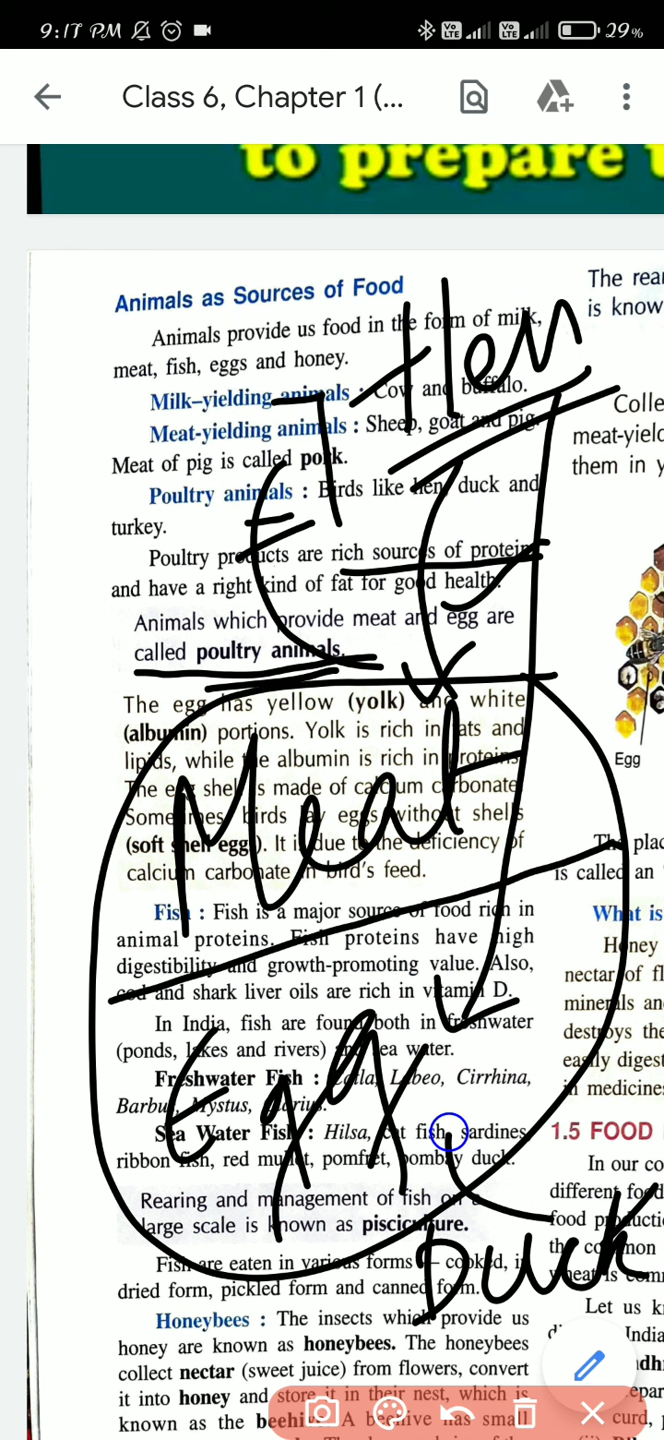 9:17 PM
Vo LTE
Vo LTE
29%
Class 6, Chapter 1 (...
to prepare
Animals as Sources of Food
Animals provide us food in the form of milk,
meat, fish, eggs and honey.
Milk–yielding animals : Cow and buffalo.
Meat-yielding animals : Sheep, goat and pig.
Meat of pig is called pork.
Poultry animals : Birds like hen, duck and
turkey.
Poultry products are rich sources of protein
and have a right kind of fat for good health.
Animals which provide meat and egg are
called poultry animals.
The egg has yellow (yolk) and white
(albumin) portions. Yolk is rich in fats and
lipids, while the albumin is rich in proteins.
The egg shell is made of calcium carbonate
Sometimes, birds lay eggs without shells
(soft shell eggs). It is due to the deficiency of
calcium carbonate in bird's feed.
Fish : Fish is a major source of food rich in
animal proteins. Fish proteins have high
digestibility and growth-promoting value. Also,
cod and shark liver oils are rich in vitamin D.
In India, fish are found both in freshwater
(ponds, lakes and rivers) and sea water.
Freshwater Fish : Catla, Labeo, Cirrhina,
Barbus, Mystus,
Sea Water Fish : Hilsa, cat fish, sardines,
ribbon fish, red mullet, pomfret, bombay duck.
Rearing and management of fish on a
large scale is known as pisciculture.
Fish are eaten in various forms – cooked, in
dried form, pickled form and canned form.
Honeybees : The insects which provide us
honey are known as honeybees. The honeybees
collect nectar (sweet juice) from flowers, convert
it into honey and store it in their nest, which is
known as the beehive. A beehive has small
Hen
Meat
Egg
Duck
The
is know
Colle
them in
Egg
The
is called an
What is
Honey
nectar of
minerals
destroys the
easily digest
in medicine
1.5 FOOD
In our
different
food
the common
wheat is
Let us
India
curd,